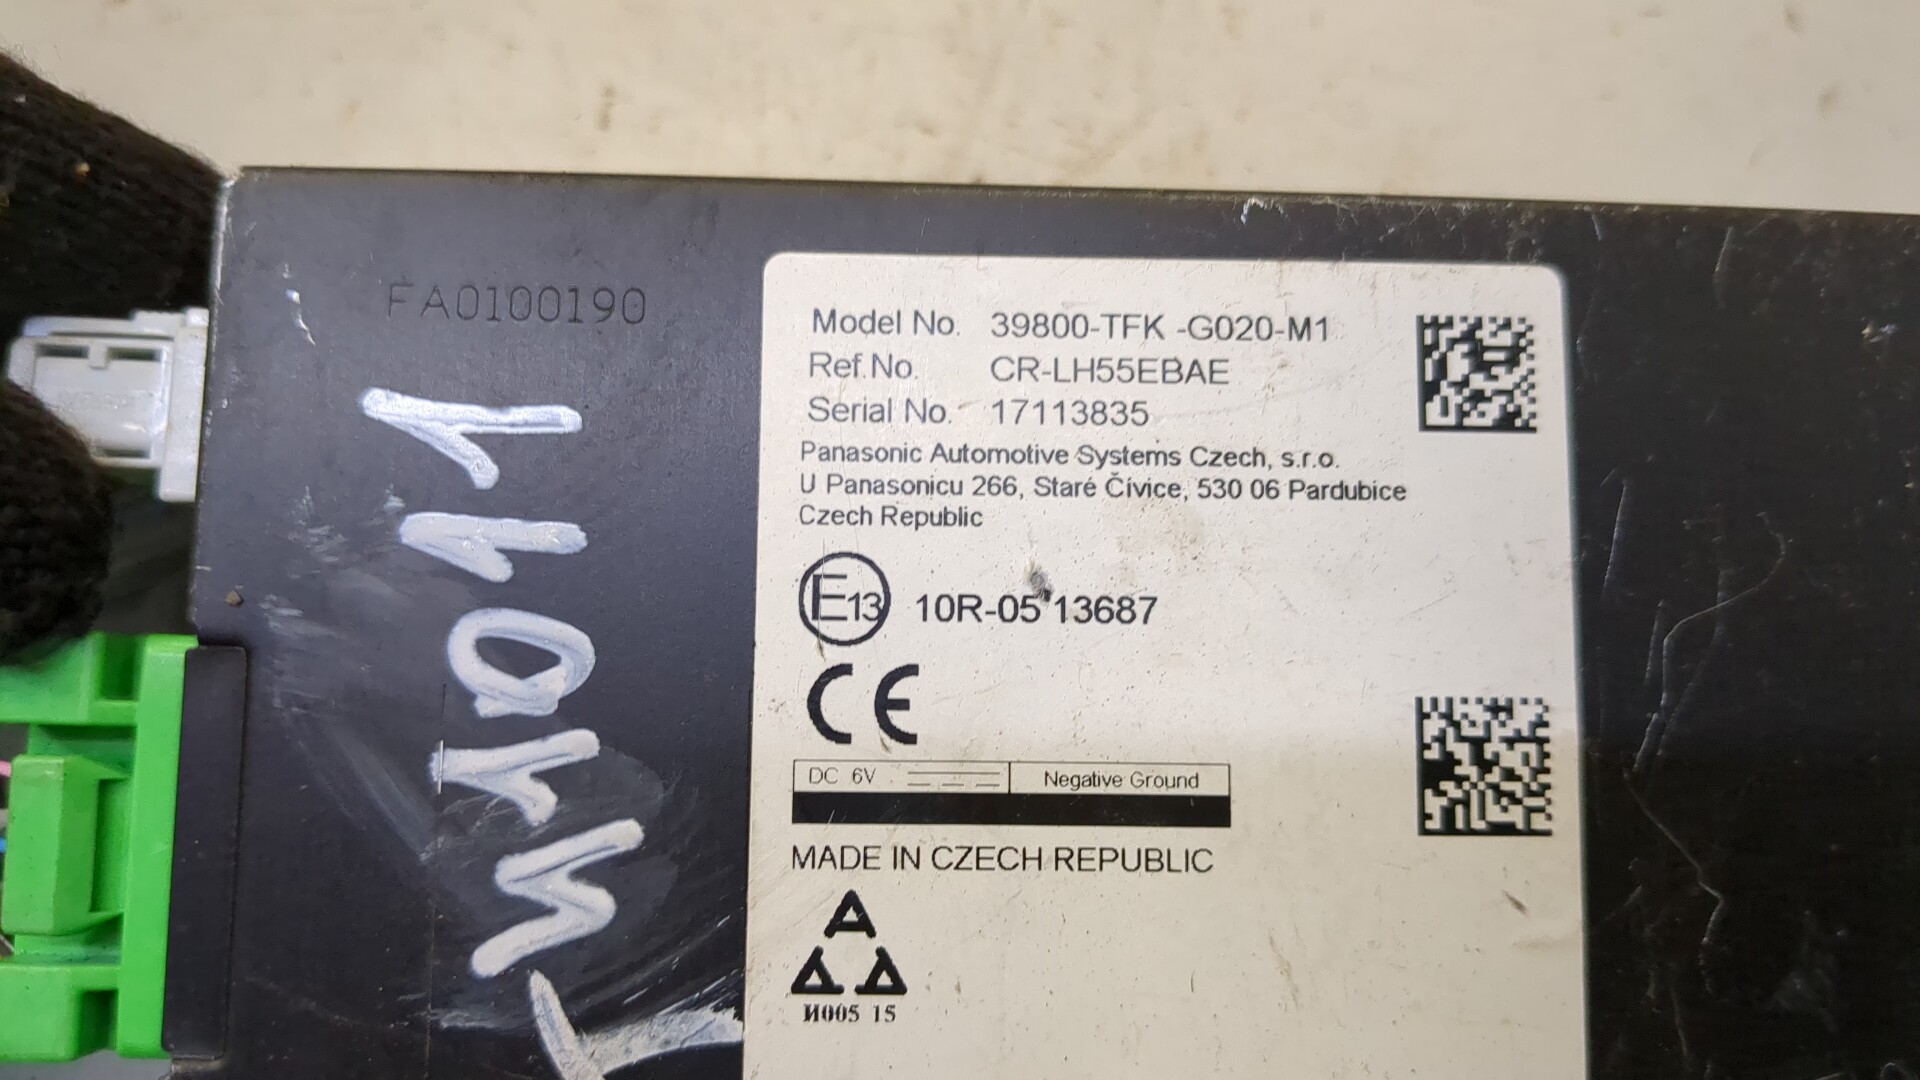 FA0100190
Model No. 39800-TFK -G020-M1
Ref.No. CR-LH55EBAE
Serial No. 17113835
Panasonic Automotive Systems Czech, s.r.o.
U Panasonicu 266, Staré Čívice, 530 06 Pardubice
Czech Republic
E13 10R-05 13687
CE
DC 6V Negative Ground
MADE IN CZECH REPUBLIC
И005 15